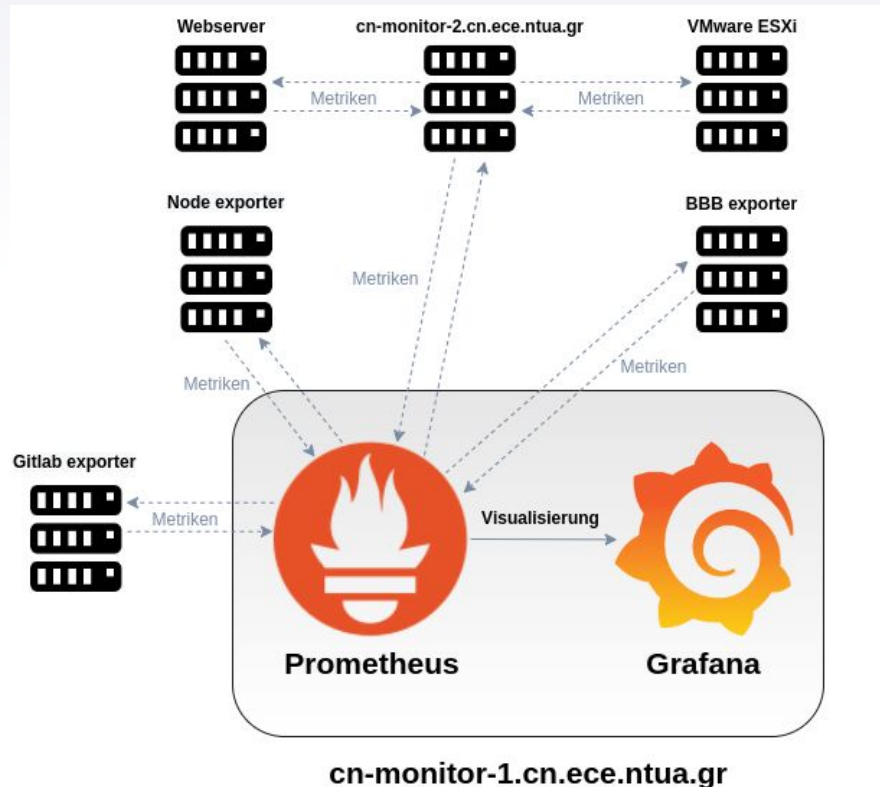 Webserver
cn-monitor-2.cn.ece.ntua.gr
VMware ESXi
Metriken
Metriken
Node exporter
BBB exporter
Metriken
Metriken
Metriken
Gitlab exporter
Metriken
Visualisierung
Prometheus
Grafana
cn-monitor-1.cn.ece.ntua.gr